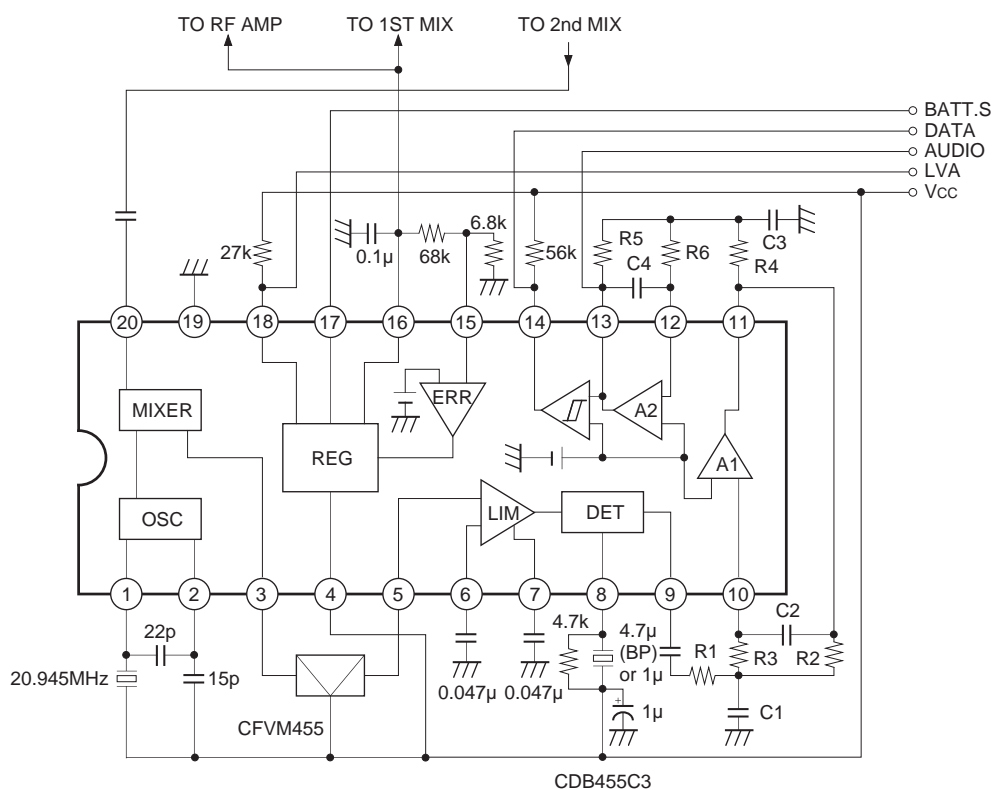 TO RF AMP TO 1ST MIX TO 2nd MIX
BATT.S
DATA
AUDIO
LVA
VCC
27k
0.1μ
68k
6.8k
56k
R5
C4
R6
C3
R4
20 19 18 17 16 15 14 13 12 11
MIXER
OSC
REG
ERR
A2
A1
LIM
DET
1 2 3 4 5 6 7 8 9 10
20.945MHz
22p
15p
CFVM455
0.047μ
0.047μ
4.7k
4.7μ
(BP)
or 1μ
+
1μ
R1
R3
C2
R2
C1
CDB455C3